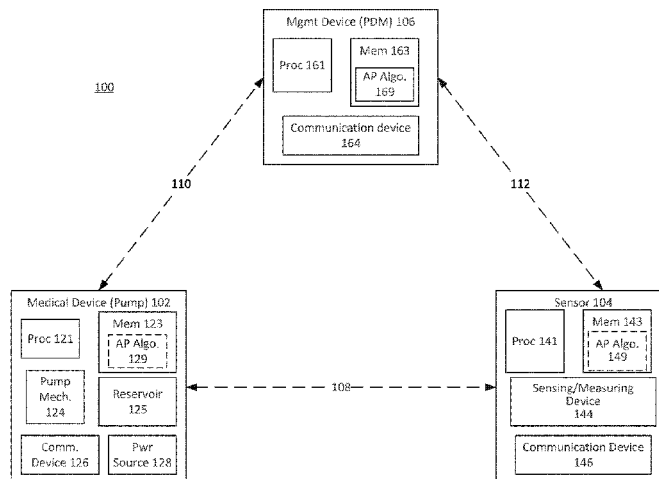 Mgmt Device (PDM) 106
Proc 161
Mem 163
AP Algo.
169
Communication device
164
100
110
112
Medical Device (Pump) 102
Proc 121
Mem 123
AP Algo.
129
Pump
Mech.
124
Reservoir
125
Comm.
Device 126
Pwr
Source 128
108
Sensor 104
Proc 141
Mem 143
AP Algo.
149
Sensing/Measuring
Device
144
Communication Device
146